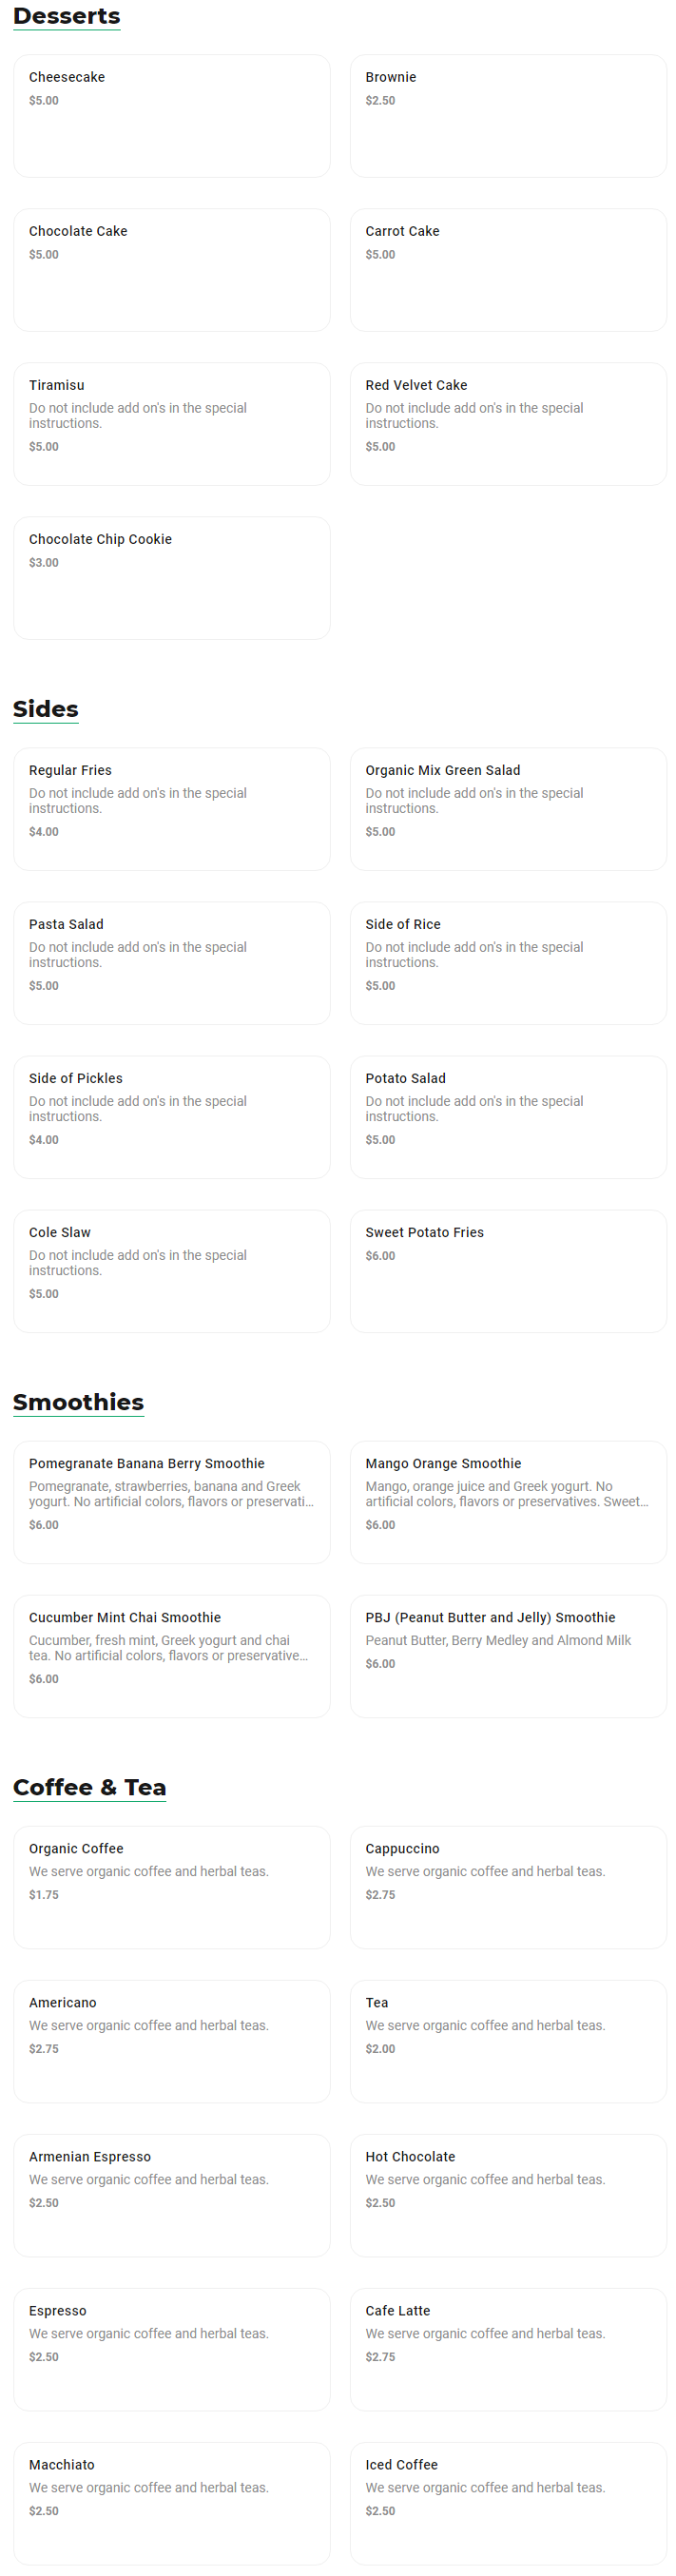 Desserts
Cheesecake
$5.00
Brownie
$2.50
Chocolate Cake
$5.00
Carrot Cake
$5.00
Tiramisu
Do not include add on's in the special
instructions.
$5.00
Red Velvet Cake
Do not include add on's in the special
instructions.
$5.00
Chocolate Chip Cookie
$3.00
Sides
Regular Fries
Do not include add on's in the special
instructions.
$4.00
Organic Mix Green Salad
Do not include add on's in the special
instructions.
$5.00
Pasta Salad
Do not include add on's in the special
instructions.
$5.00
Side of Rice
Do not include add on's in the special
instructions.
$5.00
Side of Pickles
Do not include add on's in the special
instructions.
$4.00
Potato Salad
Do not include add on's in the special
instructions.
$5.00
Cole Slaw
Do not include add on's in the special
instructions.
$5.00
Sweet Potato Fries
$6.00
Smoothies
Pomegranate Banana Berry Smoothie
Pomegranate, strawberries, banana and Greek
yogurt. No artificial colors, flavors or preservati...
$6.00
Mango Orange Smoothie
Mango, orange juice and Greek yogurt. No
artificial colors, flavors or preservatives. Sweet...
$6.00
Cucumber Mint Chai Smoothie
Cucumber, fresh mint, Greek yogurt and chai
tea. No artificial colors, flavors or preservative...
$6.00
PBJ (Peanut Butter and Jelly) Smoothie
Peanut Butter, Berry Medley and Almond Milk
$6.00
Coffee & Tea
Organic Coffee
We serve organic coffee and herbal teas.
$1.75
Cappuccino
We serve organic coffee and herbal teas.
$2.75
Americano
We serve organic coffee and herbal teas.
$2.75
Tea
We serve organic coffee and herbal teas.
$2.00
Armenian Espresso
We serve organic coffee and herbal teas.
$2.50
Hot Chocolate
We serve organic coffee and herbal teas.
$2.50
Espresso
We serve organic coffee and herbal teas.
$2.50
Cafe Latte
We serve organic coffee and herbal teas.
$2.75
Macchiato
We serve organic coffee and herbal teas.
$2.50
Iced Coffee
We serve organic coffee and herbal teas.
$2.50